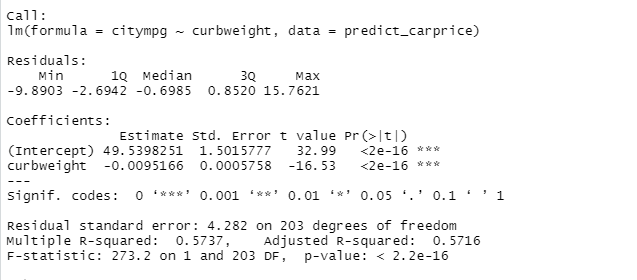 Call:
lm(formula = citympg ~ curbweight, data = predict_carprice)
Residuals:
Min 1Q Median 3Q Max
-9.8903 -2.6942 -0.6985 0.8520 15.7621
Coefficients:
Estimate Std. Error t value Pr(>|t|)
(Intercept) 49.5398251 1.5015777 32.99 <2e-16 ***
curbweight -0.0095166 0.0005758 -16.53 <2e-16 ***
---
Signif. codes: 0 ‘***’ 0.001 ‘**’ 0.01 ‘*’ 0.05 ‘.’ 0.1 ‘ ’ 1
Residual standard error: 4.282 on 203 degrees of freedom
Multiple R-squared: 0.5737, Adjusted R-squared: 0.5716
F-statistic: 273.2 on 1 and 203 DF, p-value: < 2.2e-16